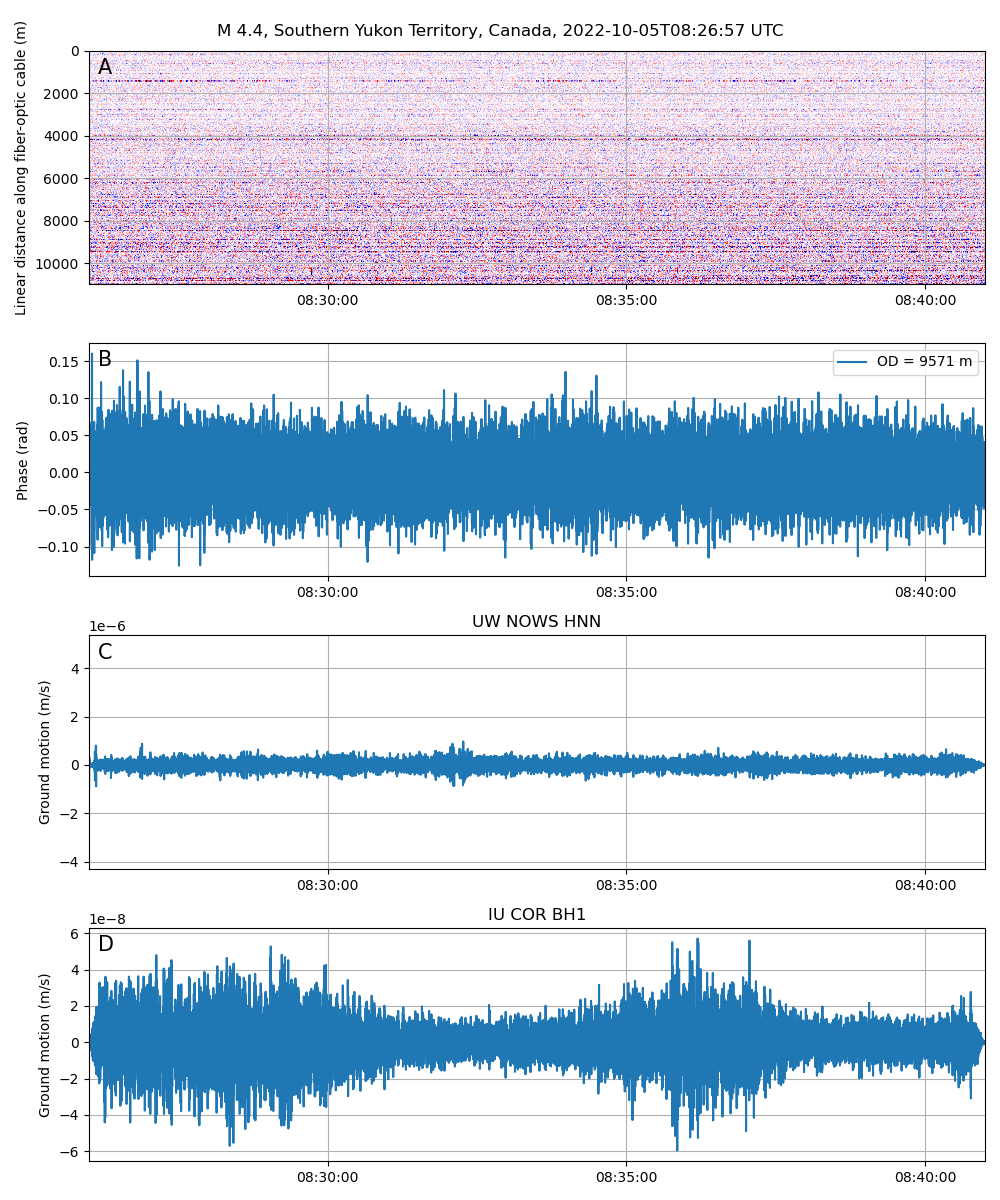 M 4.4, Southern Yukon Territory, Canada, 2022-10-05T08:26:57 UTC
Linear distance along fiber-optic cable (m)
A
0
2000
4000
6000
8000
10000
08:30:00 08:35:00 08:40:00
Phase (rad)
B
OD = 9571 m
0.15
0.10
0.05
0.00
−0.05
−0.10
08:30:00 08:35:00 08:40:00
UW NOWS HNN
1e−6
Ground motion (m/s)
C
4
2
0
−2
−4
08:30:00 08:35:00 08:40:00
IU COR BH1
1e−8
Ground motion (m/s)
D
6
4
2
0
−2
−4
−6
08:30:00 08:35:00 08:40:00